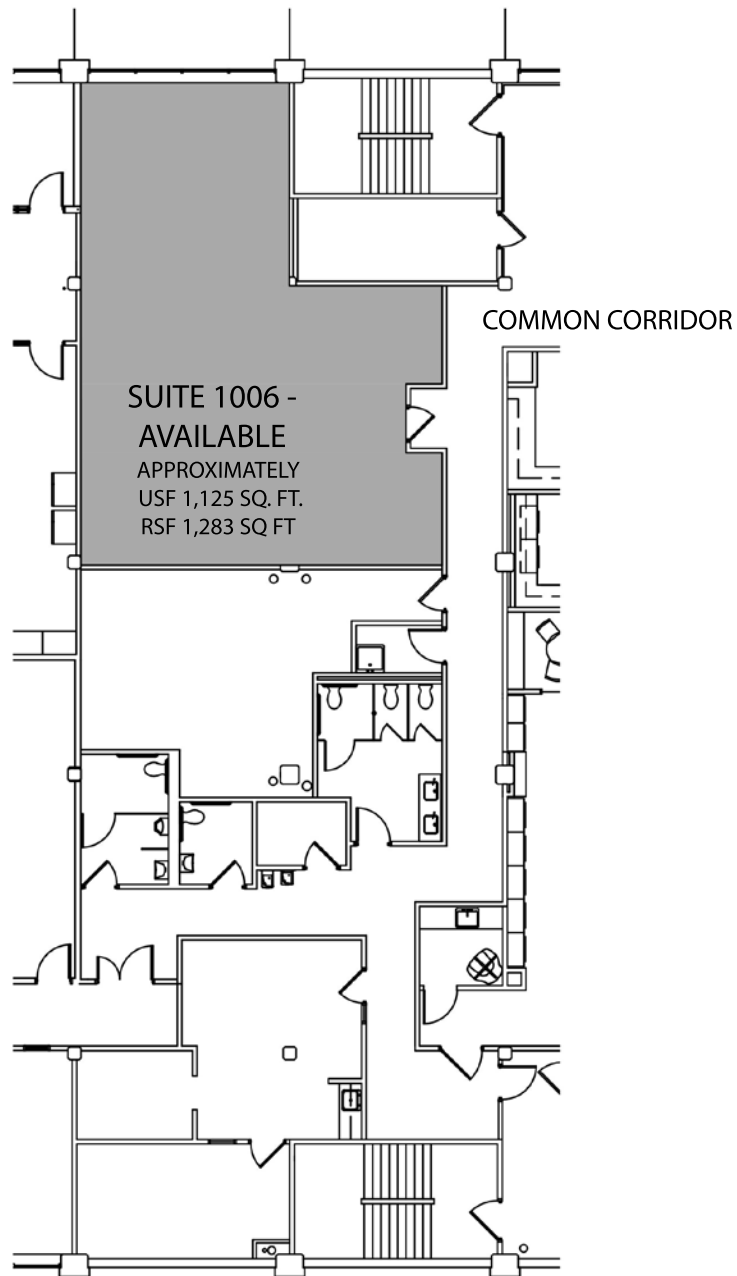 COMMON CORRIDOR
SUITE 1006 -
AVAILABLE
APPROXIMATELY
USF 1,125 SQ. FT.
RSF 1,283 SQ FT